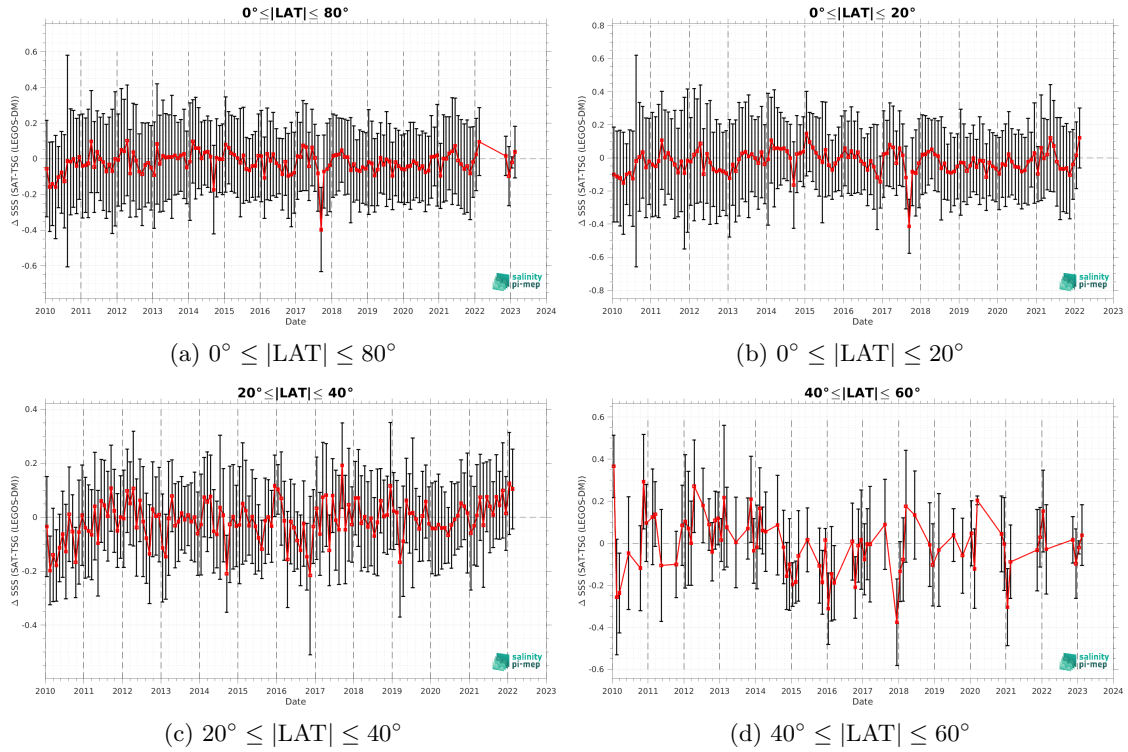 0°≤|LAT|≤ 80°
Δ SSS (SAT-TSG (LEGOS-DM))
0.6
0.4
0.2
0
-0.2
-0.4
-0.6
2010 2011 2012 2013 2014 2015 2016 2017 2018 2019 2020 2021 2022 2023 2024
Date
salinity
pi-mep
(a) 0° ≤ |LAT| ≤ 80°
0°≤|LAT|≤ 20°
Δ SSS (SAT-TSG (LEGOS-DM))
0.8
0.6
0.4
0.2
0
-0.2
-0.4
-0.6
-0.8
2010 2011 2012 2013 2014 2015 2016 2017 2018 2019 2020 2021 2022 2023
Date
salinity
pi-mep
(b) 0° ≤ |LAT| ≤ 20°
20°≤|LAT|≤ 40°
Δ SSS (SAT-TSG (LEGOS-DM))
0.4
0.2
0
-0.2
-0.4
2010 2011 2012 2013 2014 2015 2016 2017 2018 2019 2020 2021 2022 2023
Date
salinity
pi-mep
(c) 20° ≤ |LAT| ≤ 40°
40°≤|LAT|≤ 60°
Δ SSS (SAT-TSG (LEGOS-DM))
0.6
0.4
0.2
0
-0.2
-0.4
-0.6
2010 2011 2012 2013 2014 2015 2016 2017 2018 2019 2020 2021 2022 2023 2024
Date
salinity
pi-mep
(d) 40° ≤ |LAT| ≤ 60°